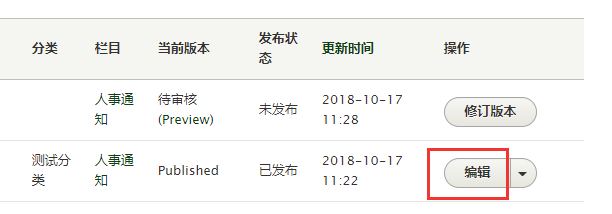 分类 栏目 当前版本 发布状态 更新时间 操作
人事通知 待审核 (Preview) 未发布 2018-10-17 11:28 修订版本
测试分类 人事通知 Published 已发布 2018-10-17 11:22 编辑